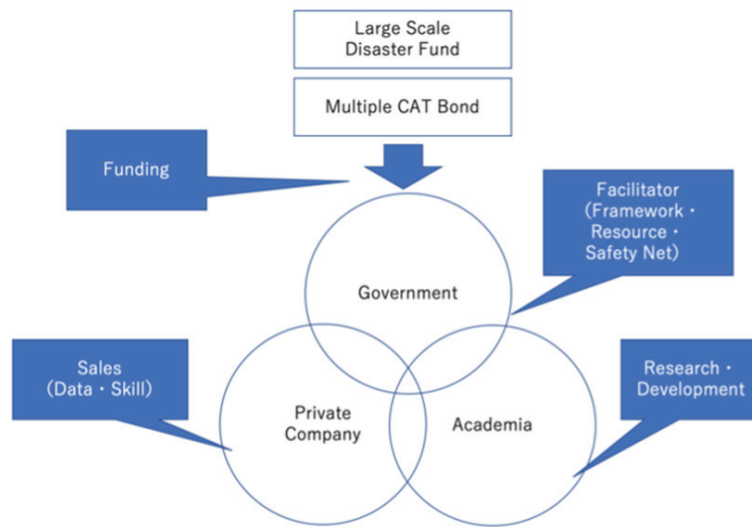 Large Scale
Disaster Fund
Multiple CAT Bond
Funding
Facilitator
(Framework・
Resource・
Safety Net)
Government
Sales
(Data・Skill)
Private
Company
Academia
Research・
Development